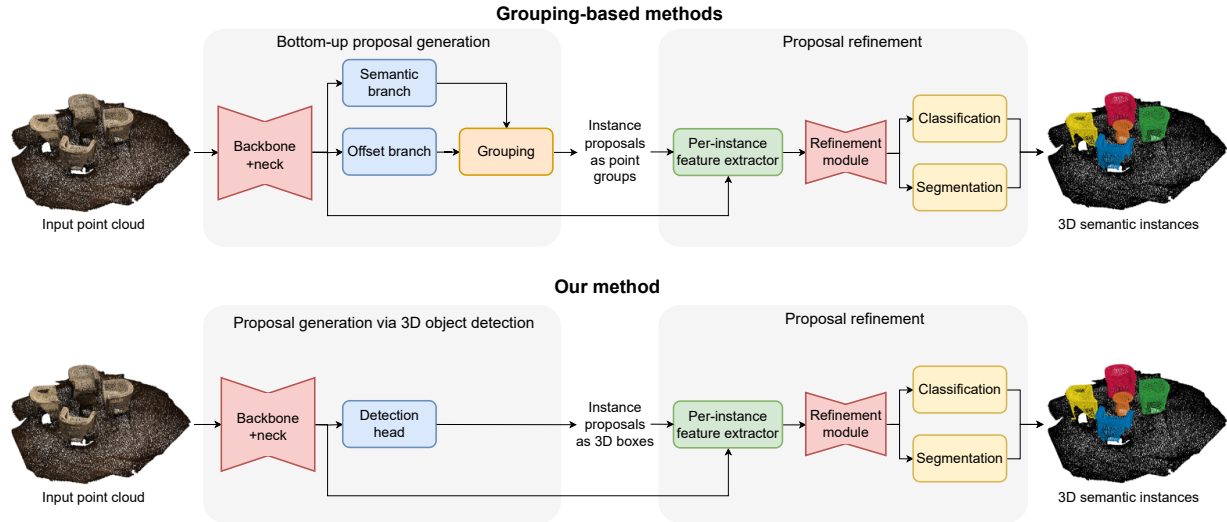 Grouping-based methods
Bottom-up proposal generation
Proposal refinement
Semantic
branch
Classification
Backbone
+neck
Offset branch
Grouping
Instance
proposals
as point
groups
Per-instance
feature extractor
Refinement
module
Segmentation
Input point cloud
3D semantic instances
Our method
Proposal generation via 3D object detection
Proposal refinement
Classification
Backbone
+neck
Detection
head
Instance
proposals
as 3D boxes
Per-instance
feature extractor
Refinement
module
Segmentation
Input point cloud
3D semantic instances